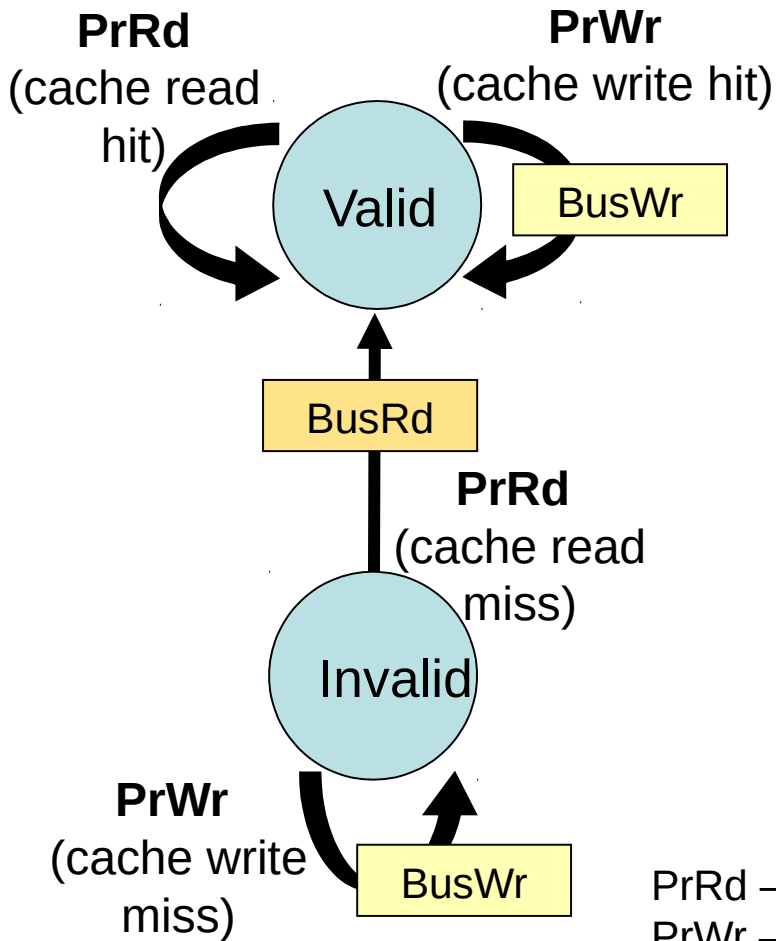 PrRd
(cache read
hit)
PrWr
(cache write hit)
Valid
BusWr
BusRd
PrRd
(cache read
miss)
Invalid
PrWr
(cache write
miss)
BusWr
PrRd –
PrWr –